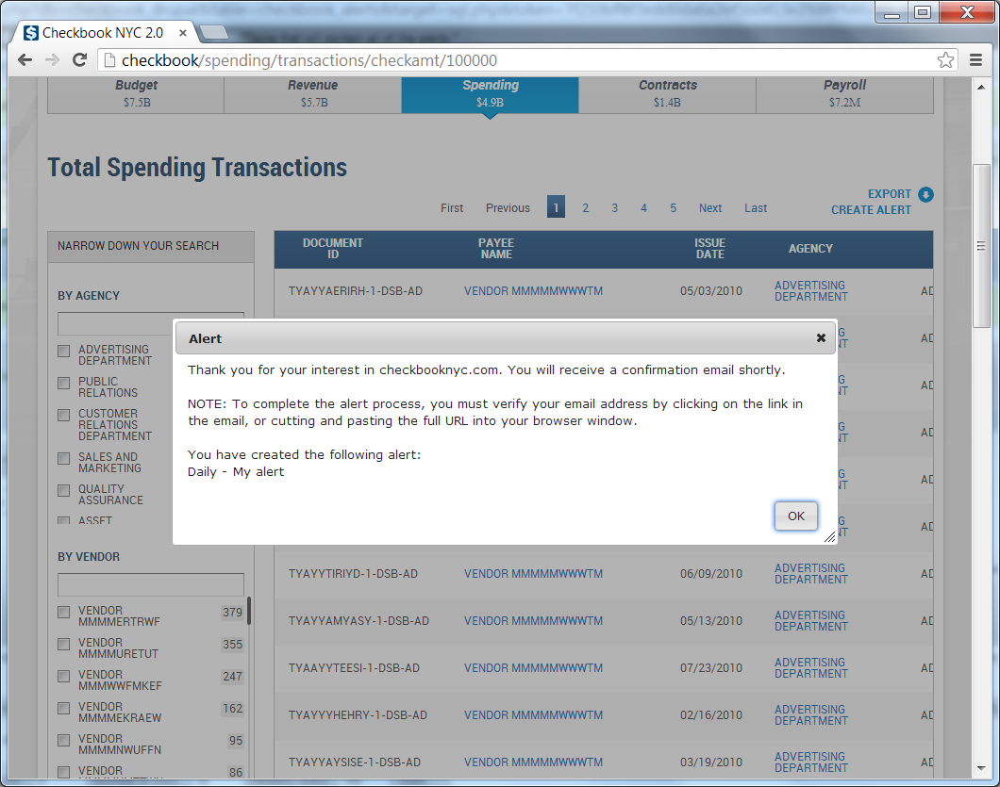 Checkbook NYC 2.0
checkbook/spending/transactions/checkamt/100000
Budget
$7.5B
Revenue
$5.7B
Spending
$4.9B
Contracts
$1.4B
Payroll
$7.2M
Total Spending Transactions
EXPORT
CREATE ALERT
First Previous 1 2 3 4 5 Next Last
NARROW DOWN YOUR SEARCH
BY AGENCY
ADVERTISING
DEPARTMENT
PUBLIC
RELATIONS
CUSTOMER
RELATIONS
DEPARTMENT
SALES AND
MARKETING
QUALITY
ASSURANCE
ASSET
BY VENDOR
VENDOR
MMMMERTRWF 379
VENDOR
MMMMURETUT 355
VENDOR
MMMWWFMKEF 247
VENDOR
MMMMEKRAEW 162
VENDOR
MMMMNWUFFN 95
VENDOR 86
DOCUMENT
ID
PAYEE
NAME
ISSUE
DATE
AGENCY
TYAYYAERIRH-1-DSB-AD VENDOR MMMMMWWWTM 05/03/2010 ADVERTISING
DEPARTMENT AD
Alert
Thank you for your interest in checkbooknyc.com. You will receive a confirmation email shortly.
NOTE: To complete the alert process, you must verify your email address by clicking on the link in
the email, or cutting and pasting the full URL into your browser window.
You have created the following alert:
Daily - My alert
OK
G
T AD
G
T AD
G
T AD
G
T AD
G
T AD
TYAYYTIRIYD-1-DSB-AD VENDOR MMMMMWWWTM 06/09/2010 ADVERTISING
DEPARTMENT AD
TYAYYAMYASY-1-DSB-AD VENDOR MMMMMWWWTM 05/13/2010 ADVERTISING
DEPARTMENT AD
TYAAYYTEESI-1-DSB-AD VENDOR MMMMMWWWTM 07/23/2010 ADVERTISING
DEPARTMENT AD
TYAYYYHEHRY-1-DSB-AD VENDOR MMMMMWWWTM 02/16/2010 ADVERTISING
DEPARTMENT AD
TYAYYAYSISE-1-DSB-AD VENDOR MMMMMWWWTM 03/19/2010 ADVERTISING
DEPARTMENT AD